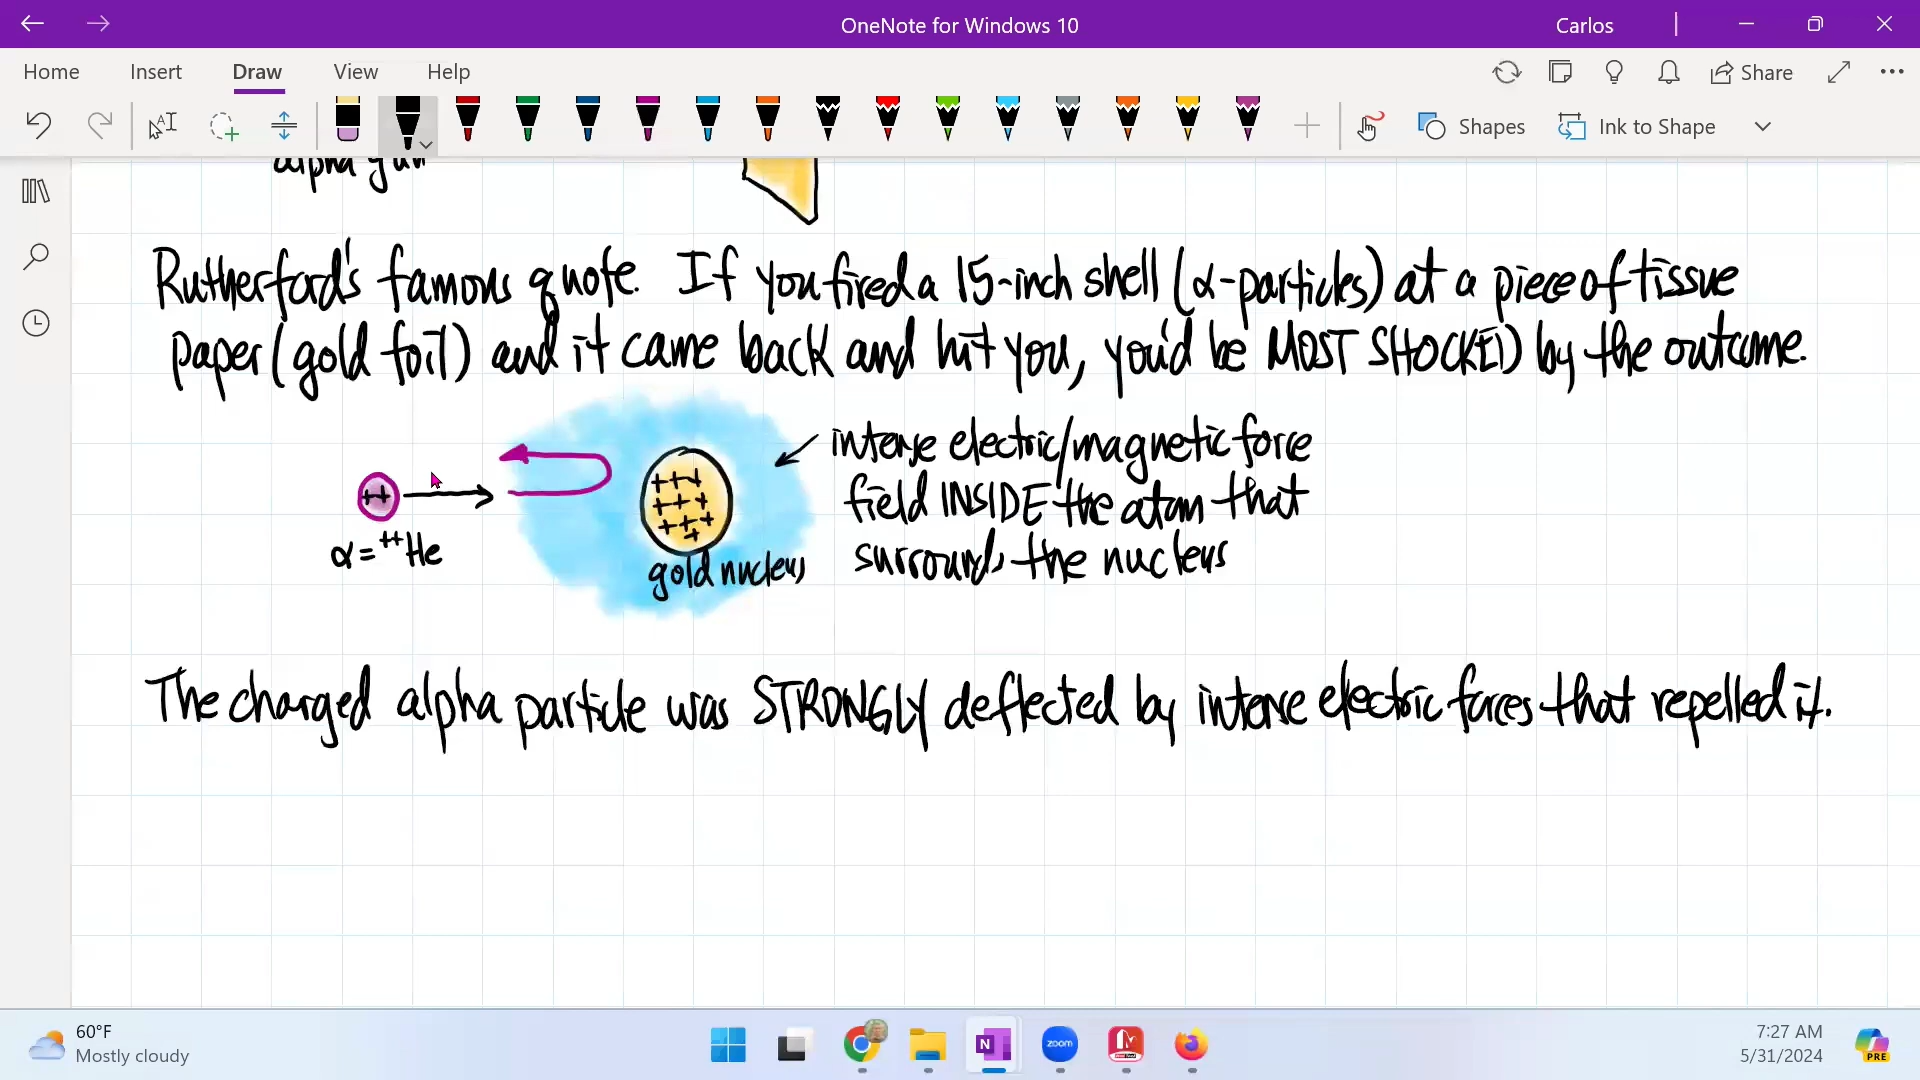 OneNote for Windows 10
Carlos
Home Insert Draw View Help
Share
Shapes Ink to Shape
alpha gun
Rutherford's famous quote. If you fired a 15-inch shell (α-particles) at a piece of tissue
paper (gold foil) and it came back and hit you, you'd be MOST SHOCKED by the outcome.
intense electric/magnetic force
field INSIDE the atom that
surrounds the nucleus
++
α = ⁺⁺He
+++
+++
+++
+
gold nucleus
The charged alpha particle was STRONGLY deflected by intense electric forces that repelled it.
60°F
Mostly cloudy
zoom
7:27 AM
5/31/2024
PRE